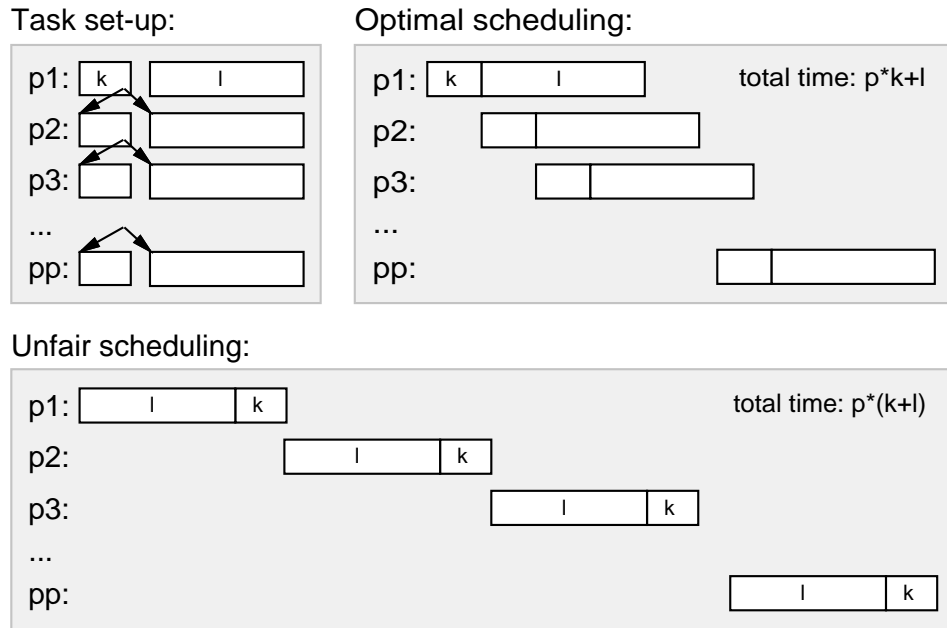 Task set-up:
p1: k l
p2:
p3:
...
pp:
Optimal scheduling:
p1: k l total time: p*k+l
p2:
p3:
...
pp:
Unfair scheduling:
p1: l k total time: p*(k+l)
p2: l k
p3: l k
...
pp: l k